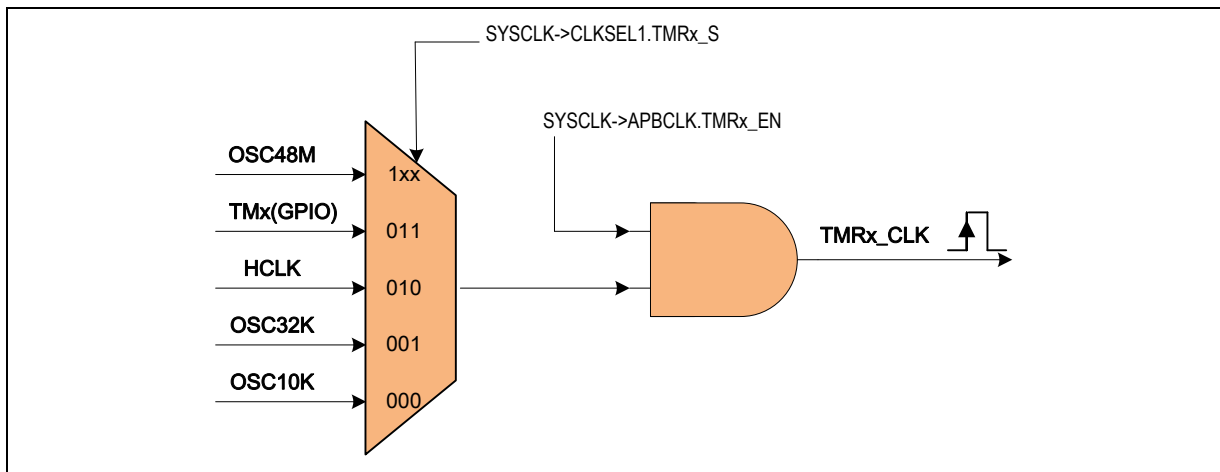 SYSCLK->CLKSEL1.TMRx_S
SYSCLK->APBCLK.TMRx_EN
OSC48M
1xx
TMx(GPIO)
011
TMRx_CLK
HCLK
010
OSC32K
001
OSC10K
000